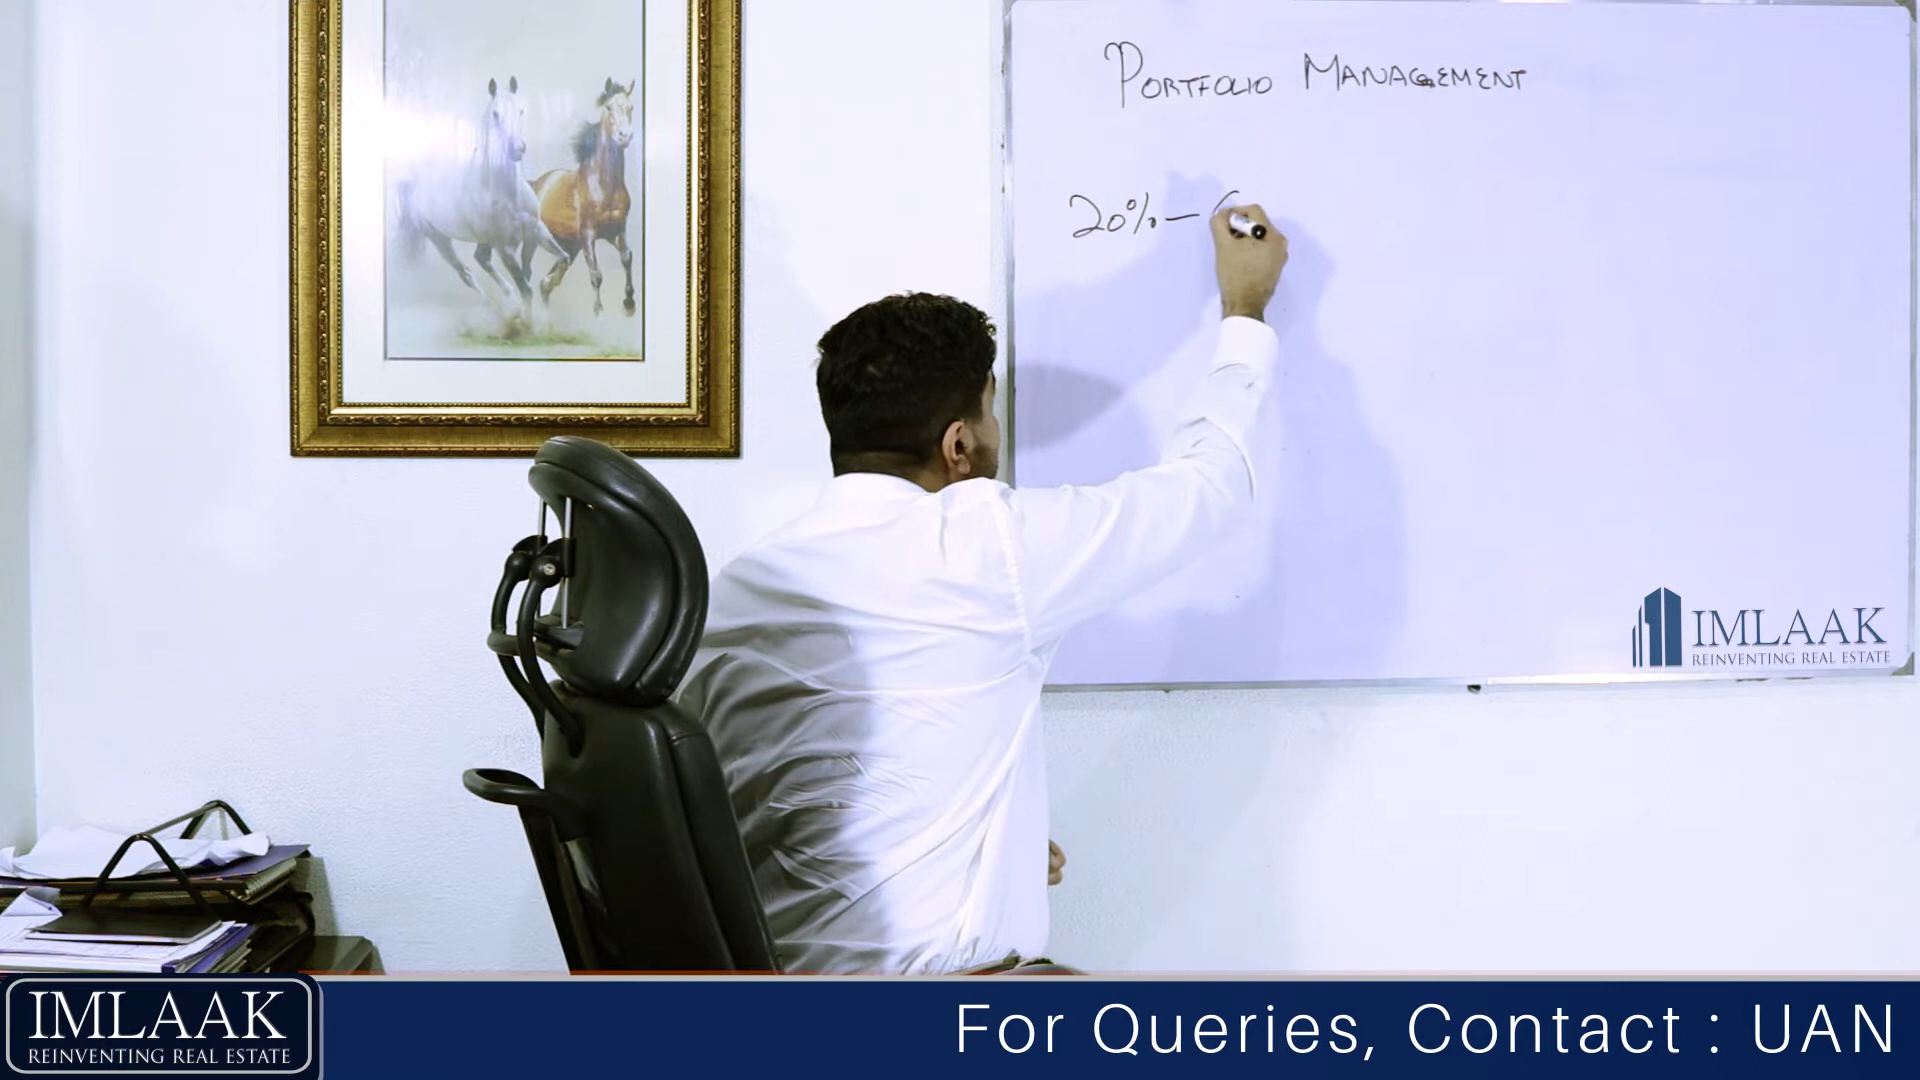 PORTFOLIO MANAGEMENT
20% – (
IMLAAK
REINVENTING REAL ESTATE
IMLAAK
REINVENTING REAL ESTATE
For Queries, Contact : UAN